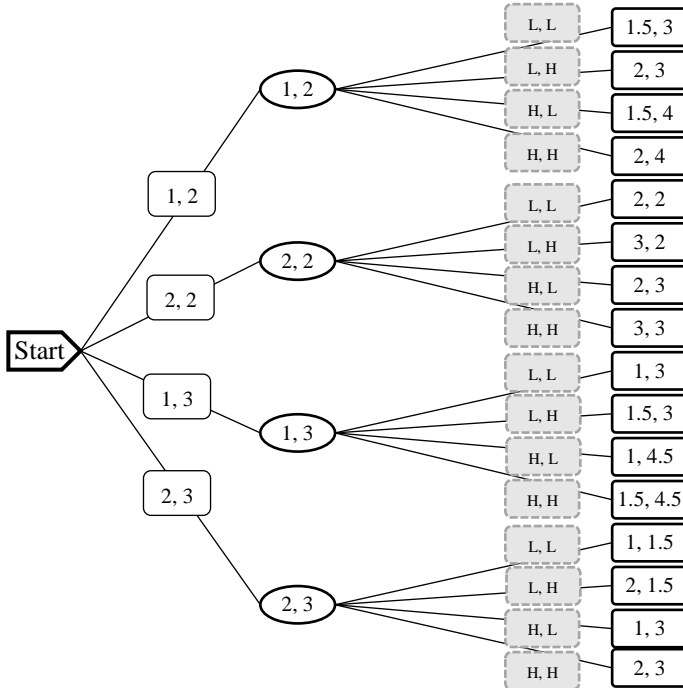 L, L
1.5, 3
L, H
2, 3
1, 2
H, L
1.5, 4
H, H
2, 4
1, 2
L, L
2, 2
L, H
3, 2
2, 2
H, L
2, 3
2, 2
H, H
3, 3
Start
L, L
1, 3
1, 3
L, H
1.5, 3
1, 3
H, L
1, 4.5
2, 3
H, H
1.5, 4.5
L, L
1, 1.5
L, H
2, 1.5
2, 3
H, L
1, 3
H, H
2, 3